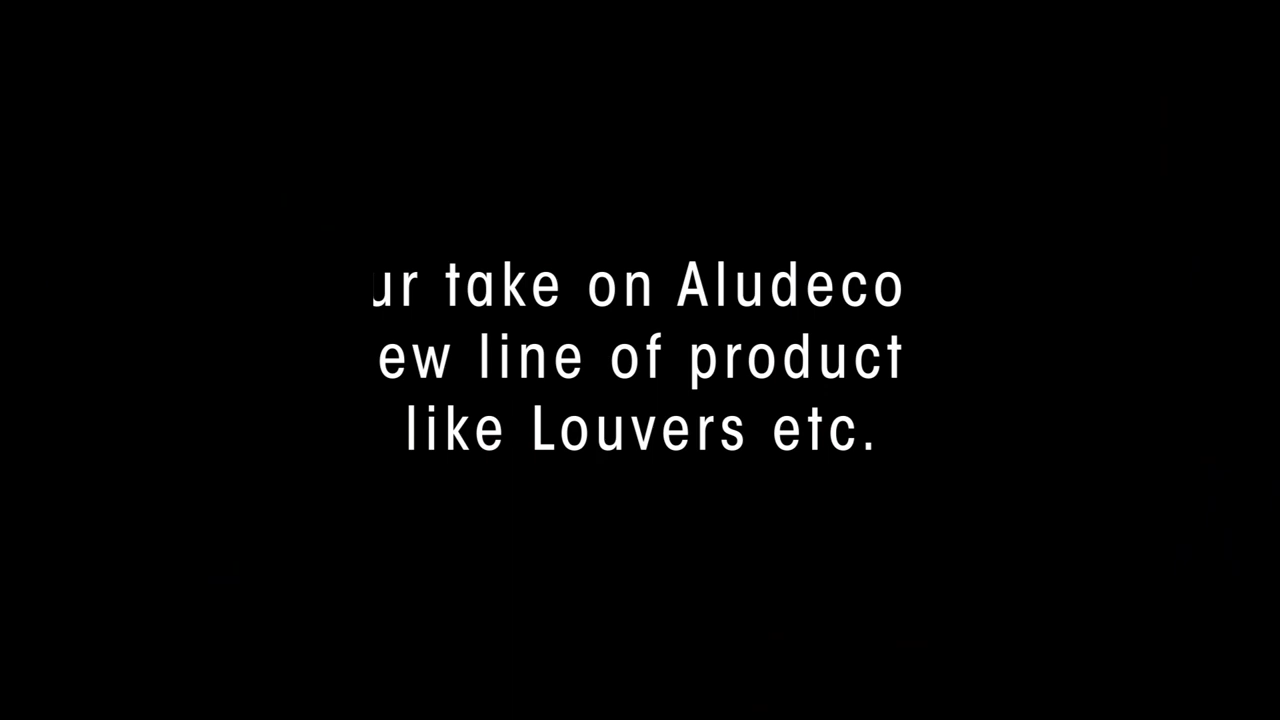 ur take on Aludeco
ew line of product
like Louvers etc.